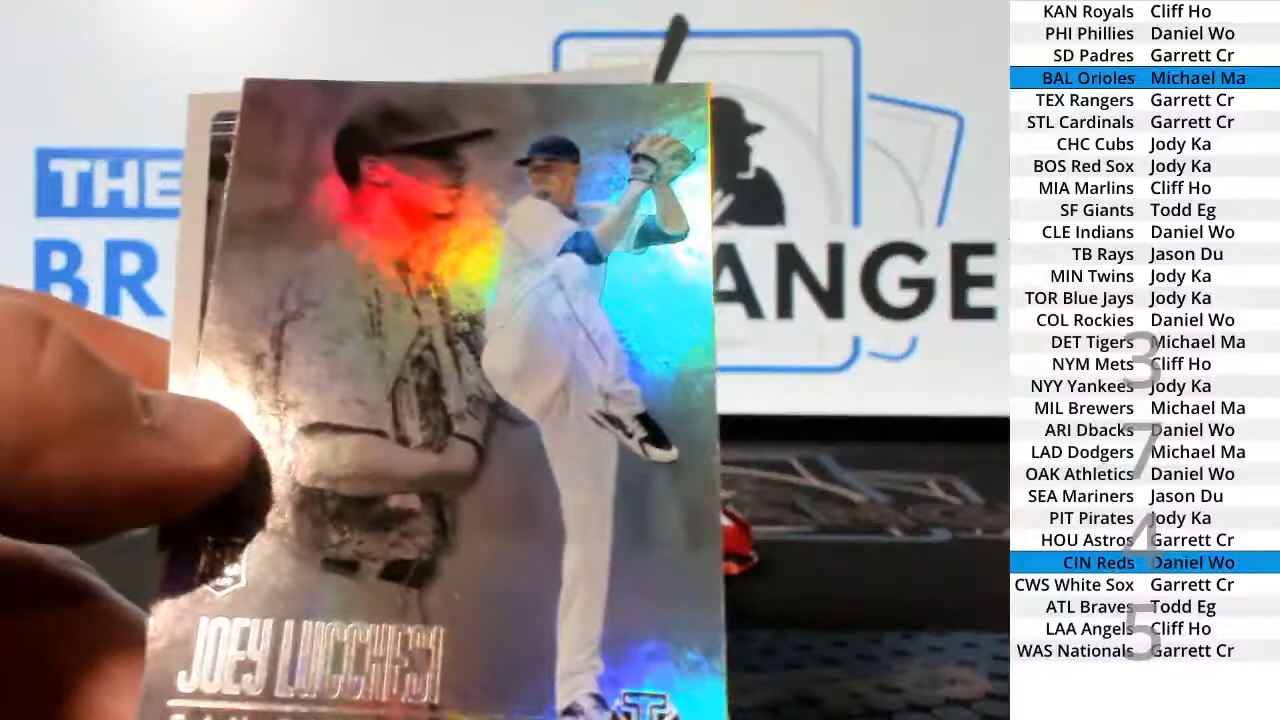 THE
BR
ANGE
JOEY LUCCHESI
KAN Royals Cliff Ho
PHI Phillies Daniel Wo
SD Padres Garrett Cr
BAL Orioles Michael Ma
TEX Rangers Garrett Cr
STL Cardinals Garrett Cr
CHC Cubs Jody Ka
BOS Red Sox Jody Ka
MIA Marlins Cliff Ho
SF Giants Todd Eg
CLE Indians Daniel Wo
TB Rays Jason Du
MIN Twins Jody Ka
TOR Blue Jays Jody Ka
COL Rockies Daniel Wo
DET Tigers Michael Ma
NYM Mets Cliff Ho
NYY Yankees Jody Ka
MIL Brewers Michael Ma
ARI Dbacks Daniel Wo
LAD Dodgers Michael Ma
OAK Athletics Daniel Wo
SEA Mariners Jason Du
PIT Pirates Jody Ka
HOU Astros Garrett Cr
CIN Reds Daniel Wo
CWS White Sox Garrett Cr
ATL Braves Todd Eg
LAA Angels Cliff Ho
WAS Nationals Garrett Cr
3
7
4
5